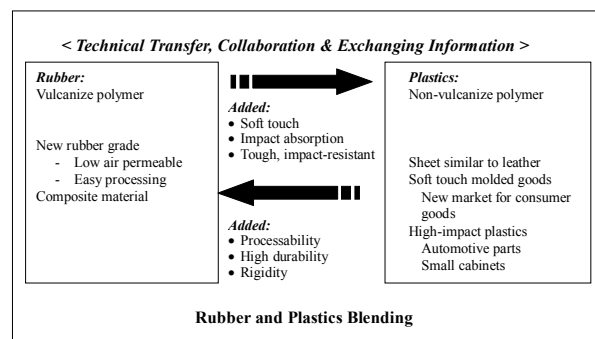 < Technical Transfer, Collaboration & Exchanging Information >
Rubber:
Vulcanize polymer
New rubber grade
- Low air permeable
- Easy processing
Composite material
Added:
• Soft touch
• Impact absorption
• Tough, impact-resistant
Added:
• Processability
• High durability
• Rigidity
Plastics:
Non-vulcanize polymer
Sheet similar to leather
Soft touch molded goods
New market for consumer
goods
High-impact plastics
Automotive parts
Small cabinets
Rubber and Plastics Blending